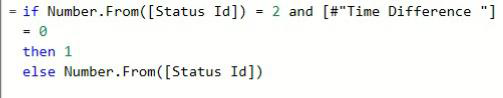 = if Number.From([Status Id]) = 2 and [#"Time Difference "]
= 0
then 1
else Number.From([Status Id])